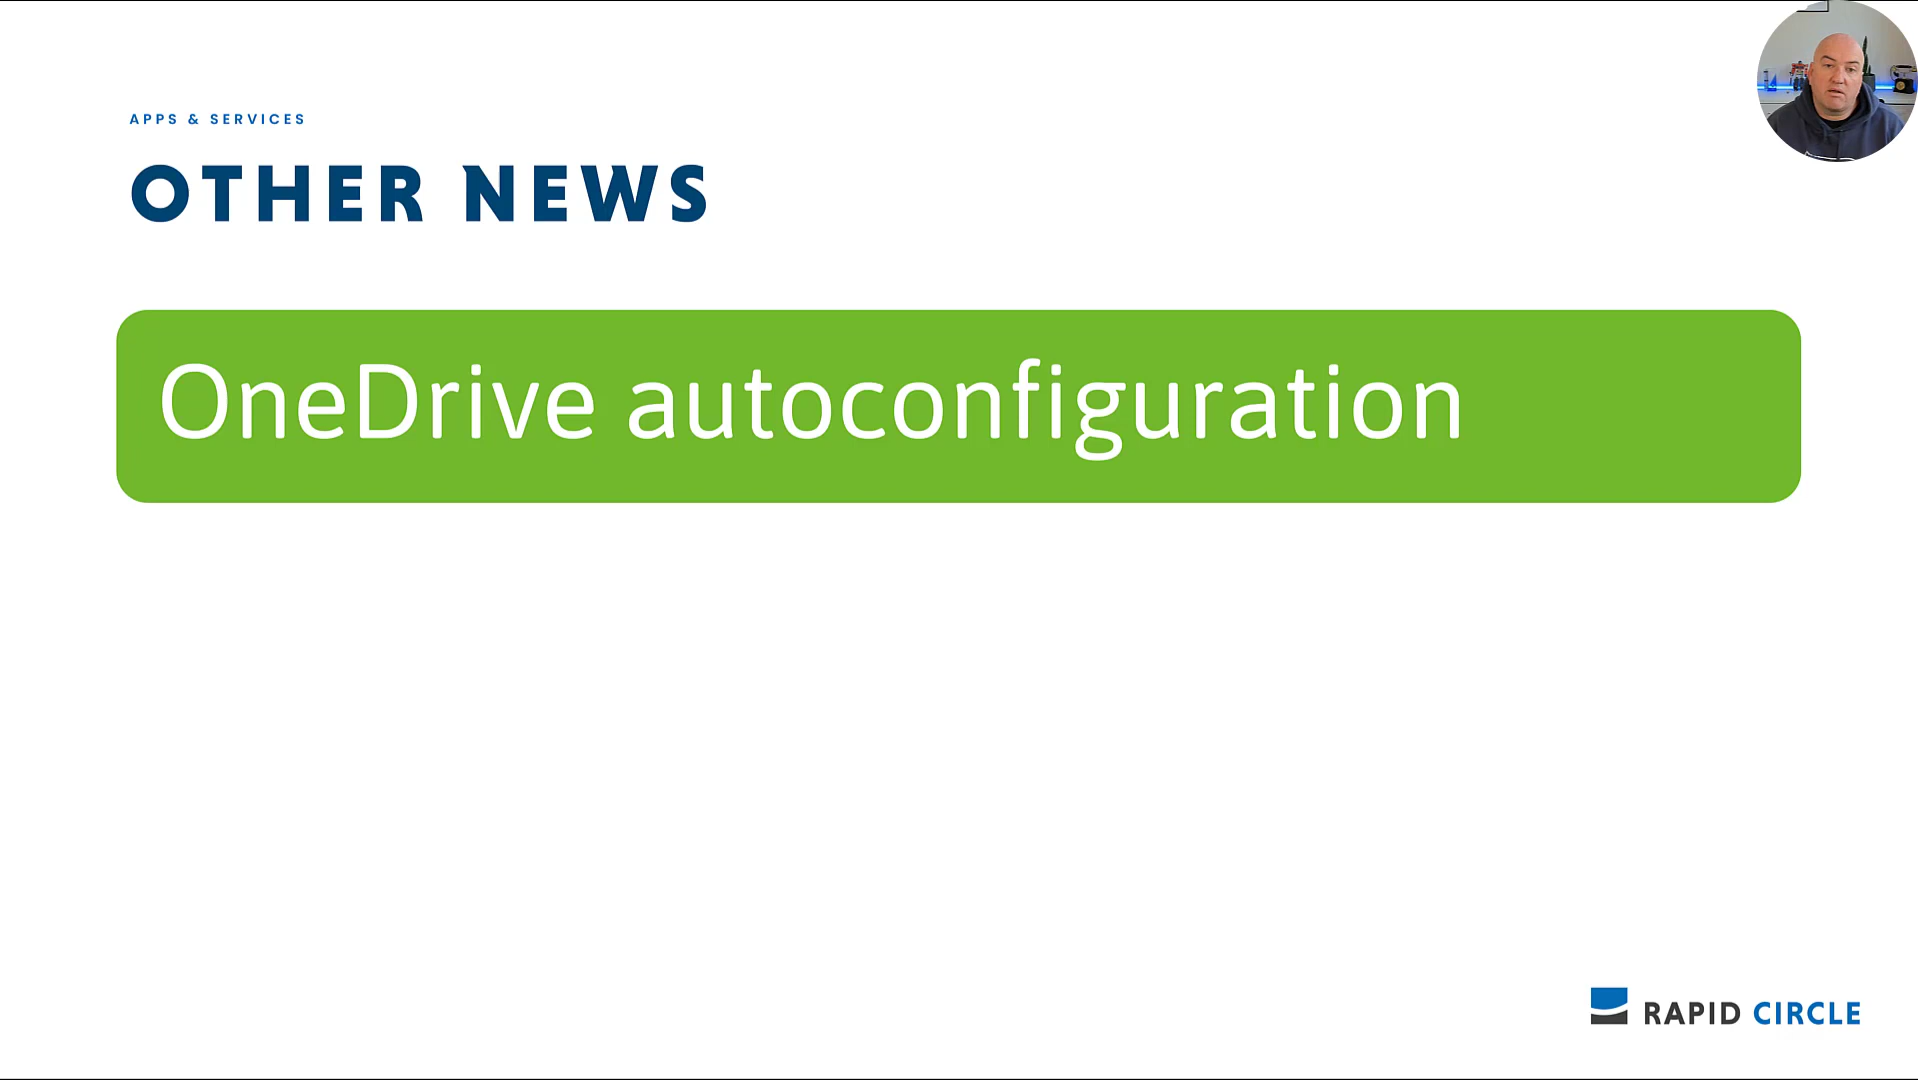 APPS & SERVICES
OTHER NEWS
OneDrive autoconfiguration
RAPID CIRCLE